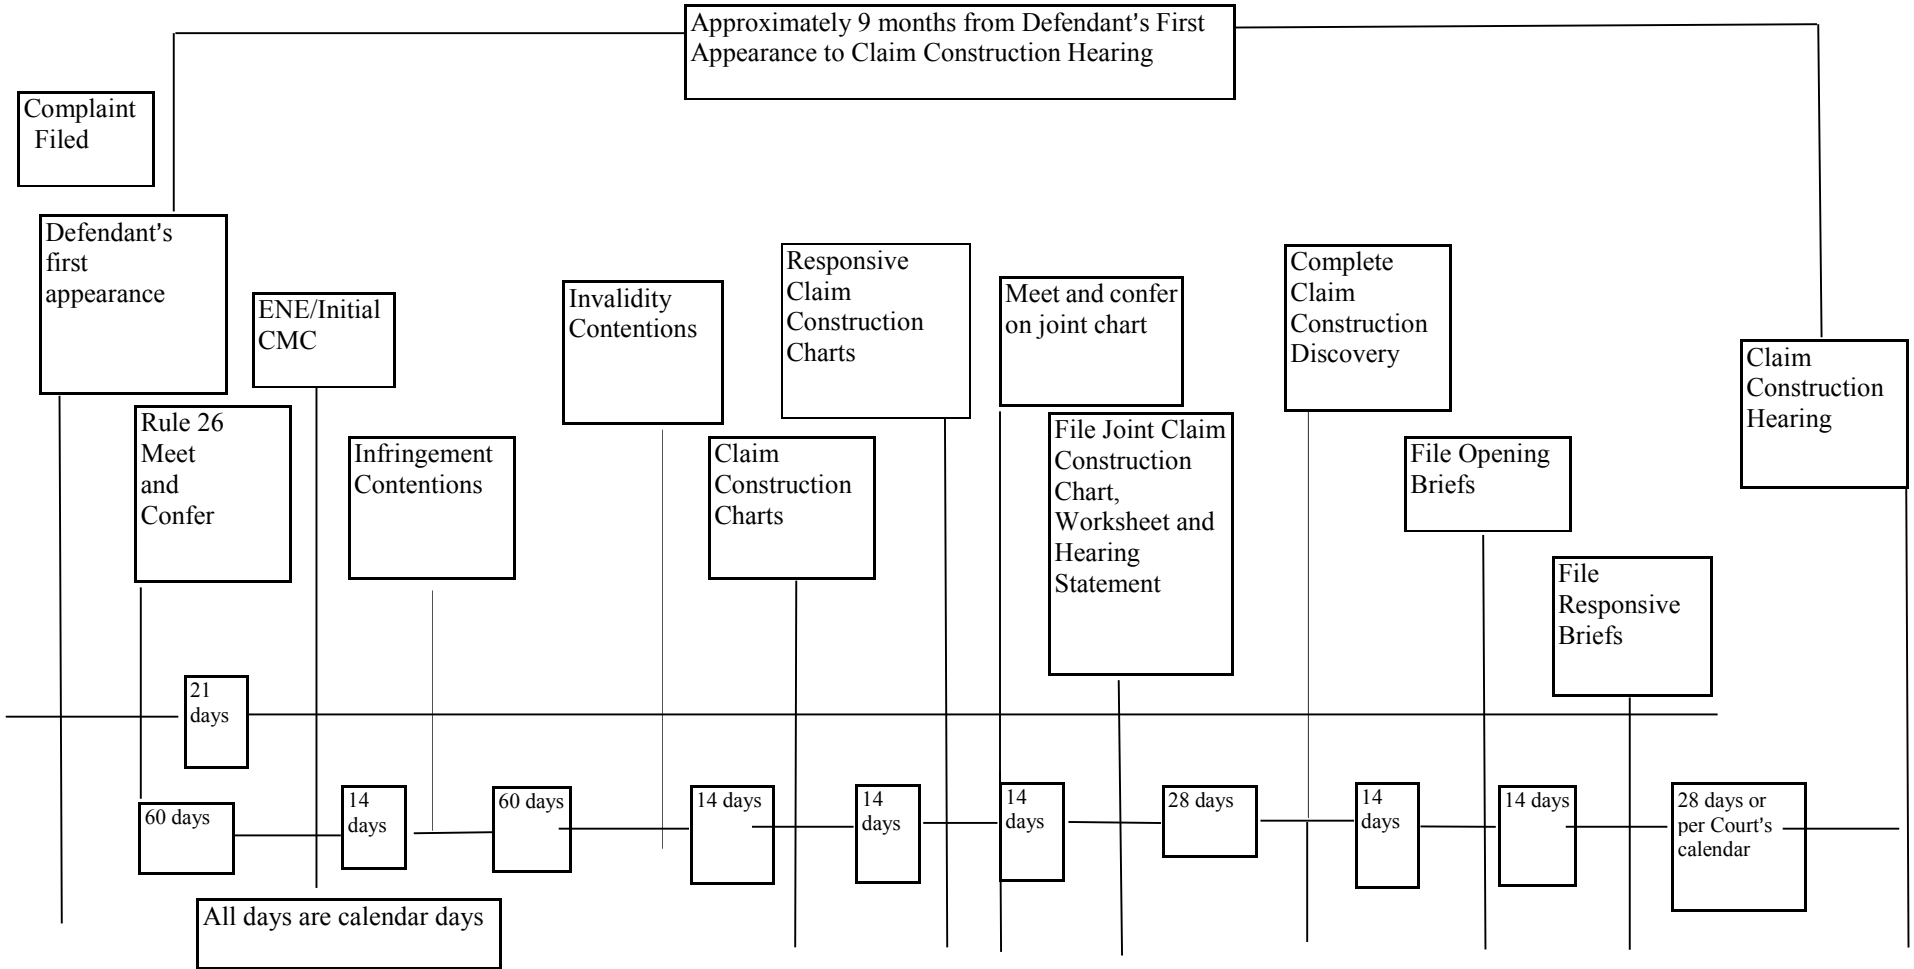 Approximately 9 months from Defendant's First
Appearance to Claim Construction Hearing
Complaint
Filed
Defendant's
first
appearance
ENE/Initial
CMC
Rule 26
Meet
and
Confer
Infringement
Contentions
Invalidity
Contentions
Claim
Construction
Charts
Responsive
Claim
Construction
Charts
Meet and confer
on joint chart
File Joint Claim
Construction
Chart,
Worksheet and
Hearing
Statement
Complete
Claim
Construction
Discovery
File Opening
Briefs
File
Responsive
Briefs
Claim
Construction
Hearing
21
days
60 days
14
days
60 days
14 days
14
days
14
days
28 days
14
days
14 days
28 days or
per Court's
calendar
All days are calendar days